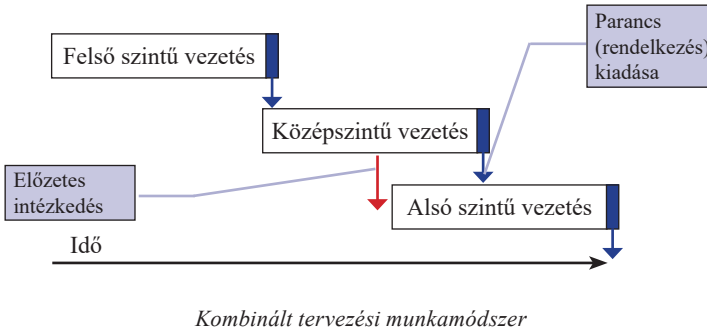 Felső szintű vezetés
Parancs
(rendelkezés)
kiadása
Középszintű vezetés
Előzetes
intézkedés
Alsó szintű vezetés
Idő
Kombinált tervezési munkamódszer